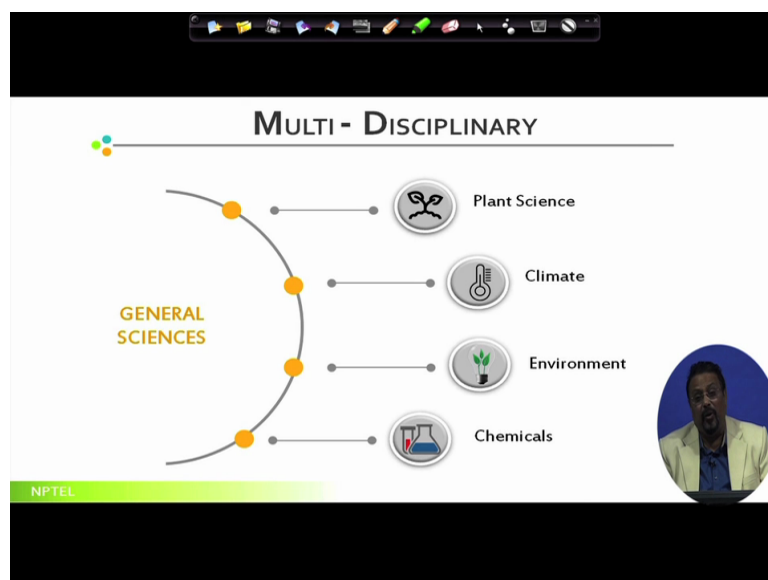 MULTI - DISCIPLINARY
Plant Science
Climate
GENERAL
SCIENCES
Environment
Chemicals
NPTEL